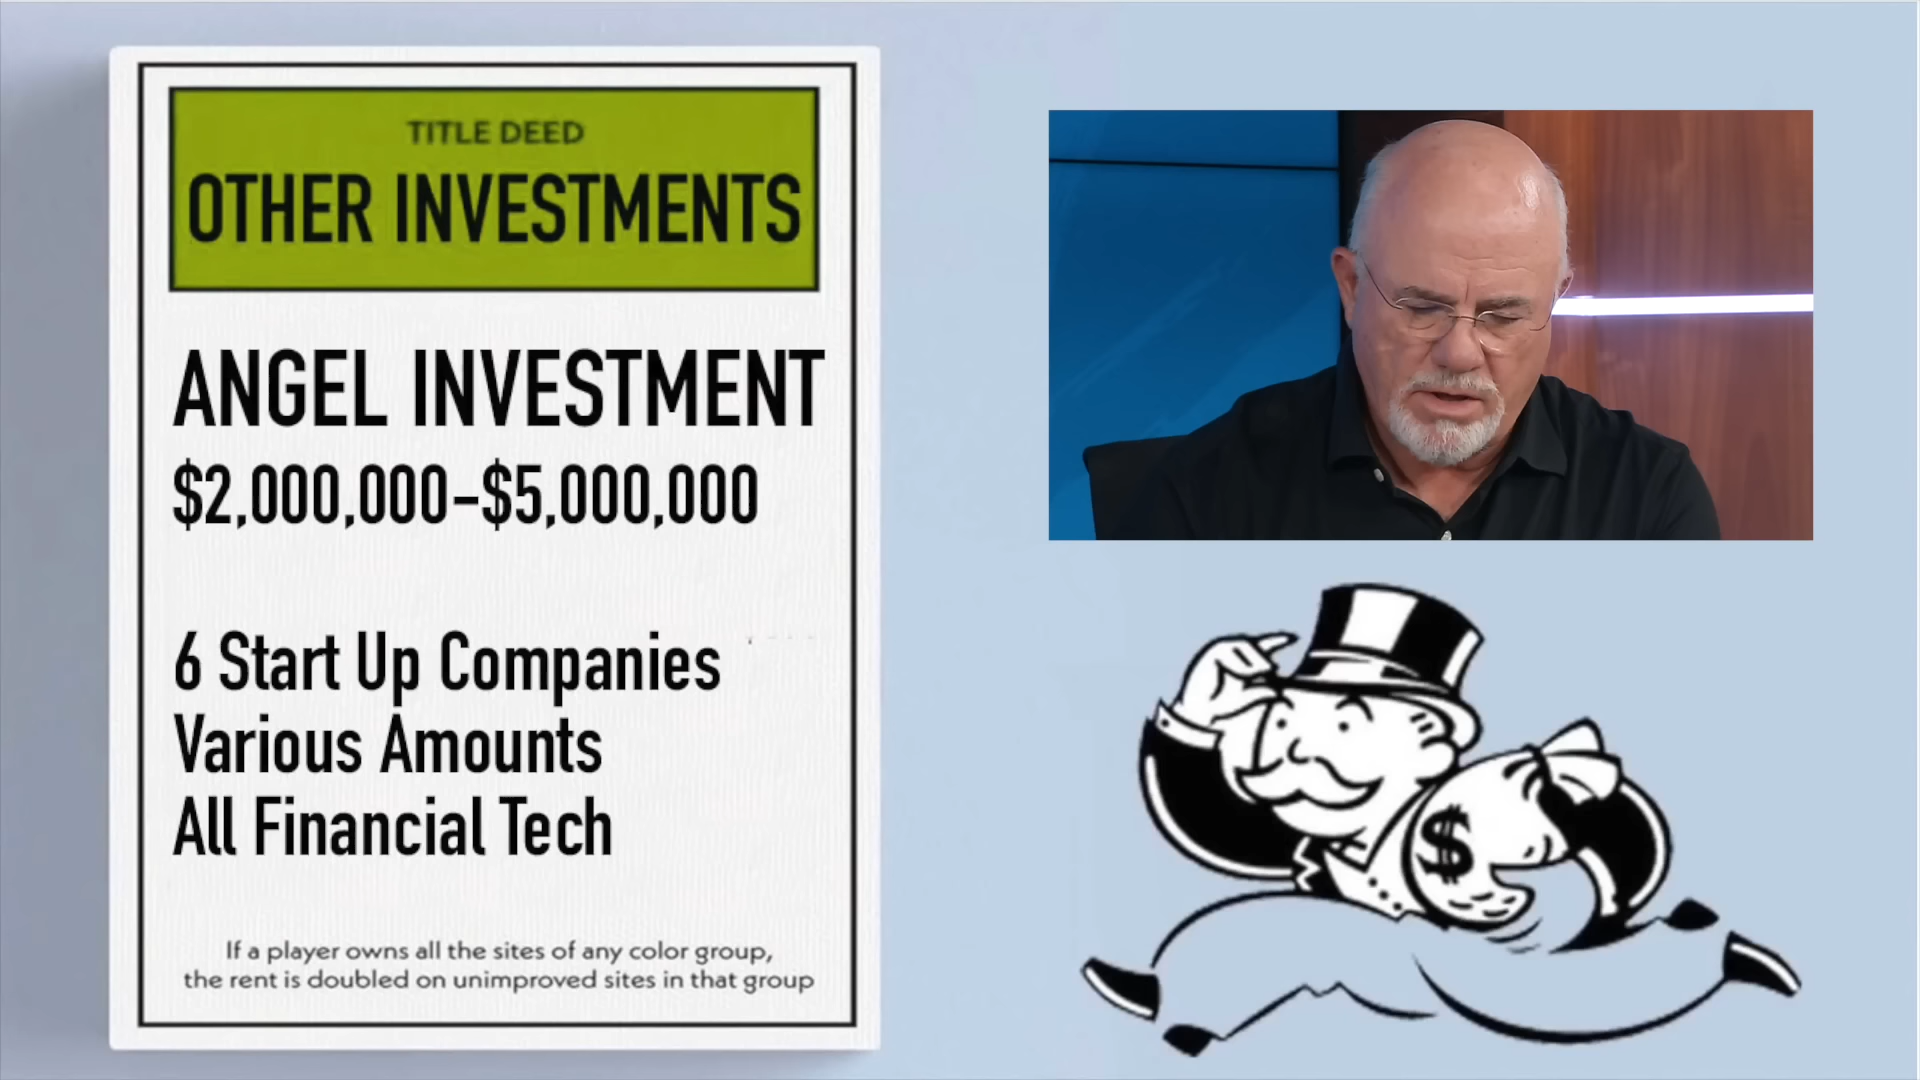 TITLE DEED
OTHER INVESTMENTS
ANGEL INVESTMENT
$2,000,000-$5,000,000
6 Start Up Companies
Various Amounts
All Financial Tech
If a player owns all the sites of any color group,
the rent is doubled on unimproved sites in that group
$